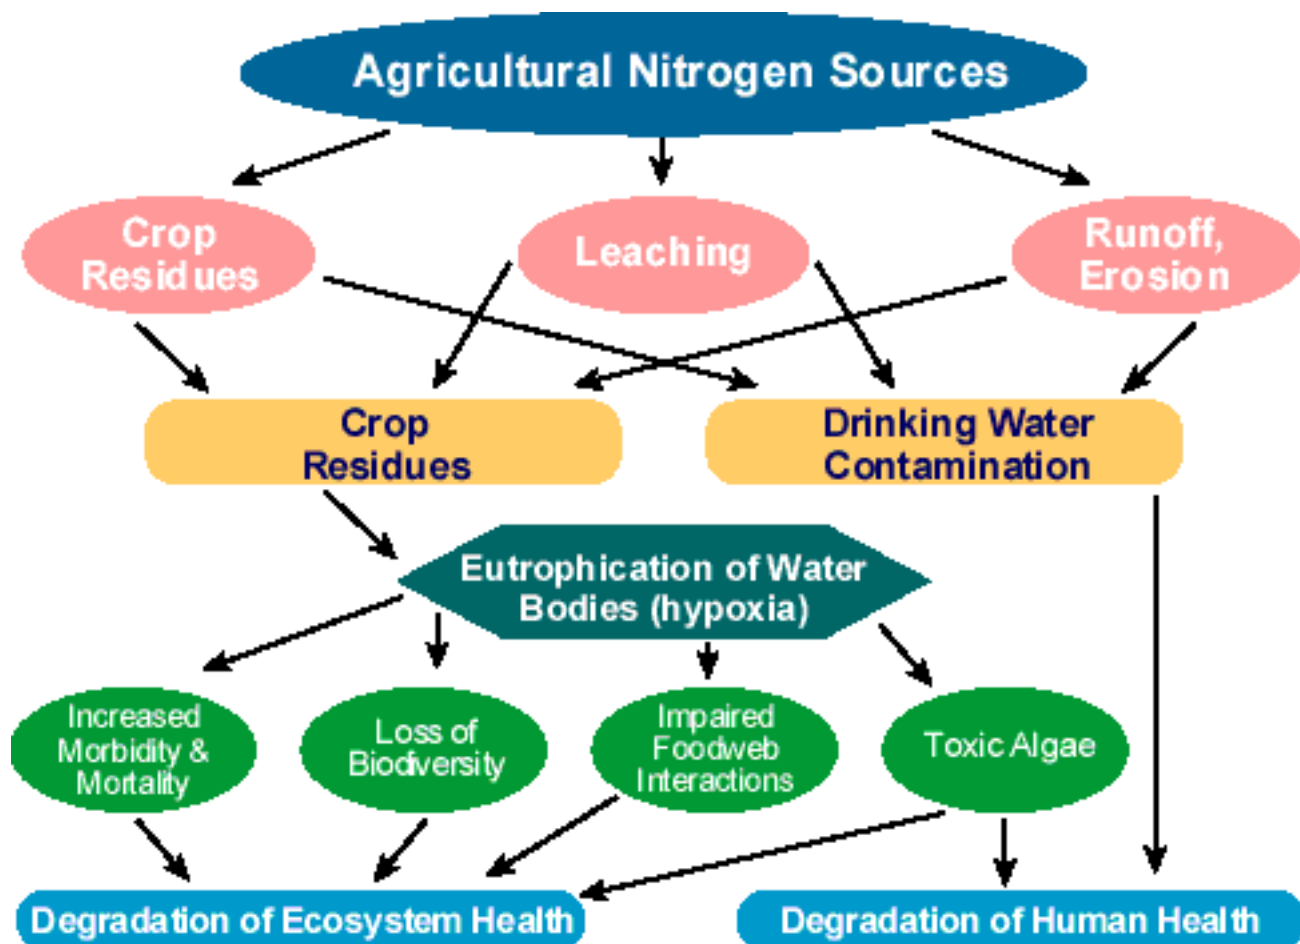 Agricultural Nitrogen Sources
Crop
Residues
Leaching
Runoff,
Erosion
Crop
Residues
Drinking Water
Contamination
Eutrophication of Water
Bodies (hypoxia)
Increased
Morbidity &
Mortality
Loss of
Biodiversity
Impaired
Foodweb
Interactions
Toxic Algae
Degradation of Ecosystem Health
Degradation of Human Health